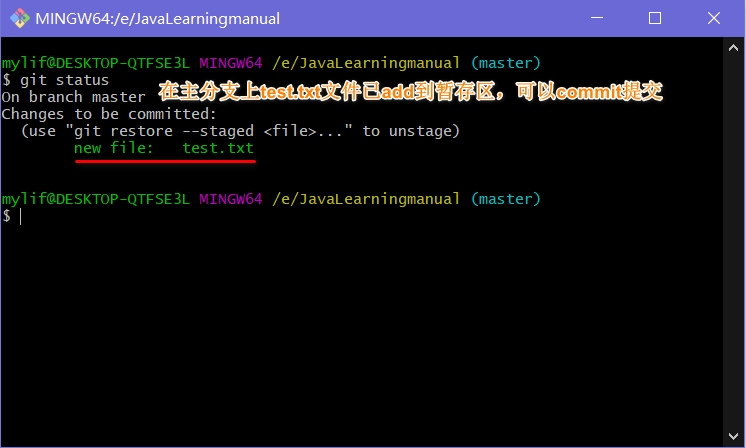 MINGW64:/e/JavaLearningmanual
mylif@DESKTOP-QTFSE3L MINGW64 /e/JavaLearningmanual (master)
$ git status
On branch master
在主分支上test.txt文件已add到暂存区，可以commit提交
Changes to be committed:
  (use "git restore --staged <file>..." to unstage)
        new file:   test.txt
mylif@DESKTOP-QTFSE3L MINGW64 /e/JavaLearningmanual (master)
$